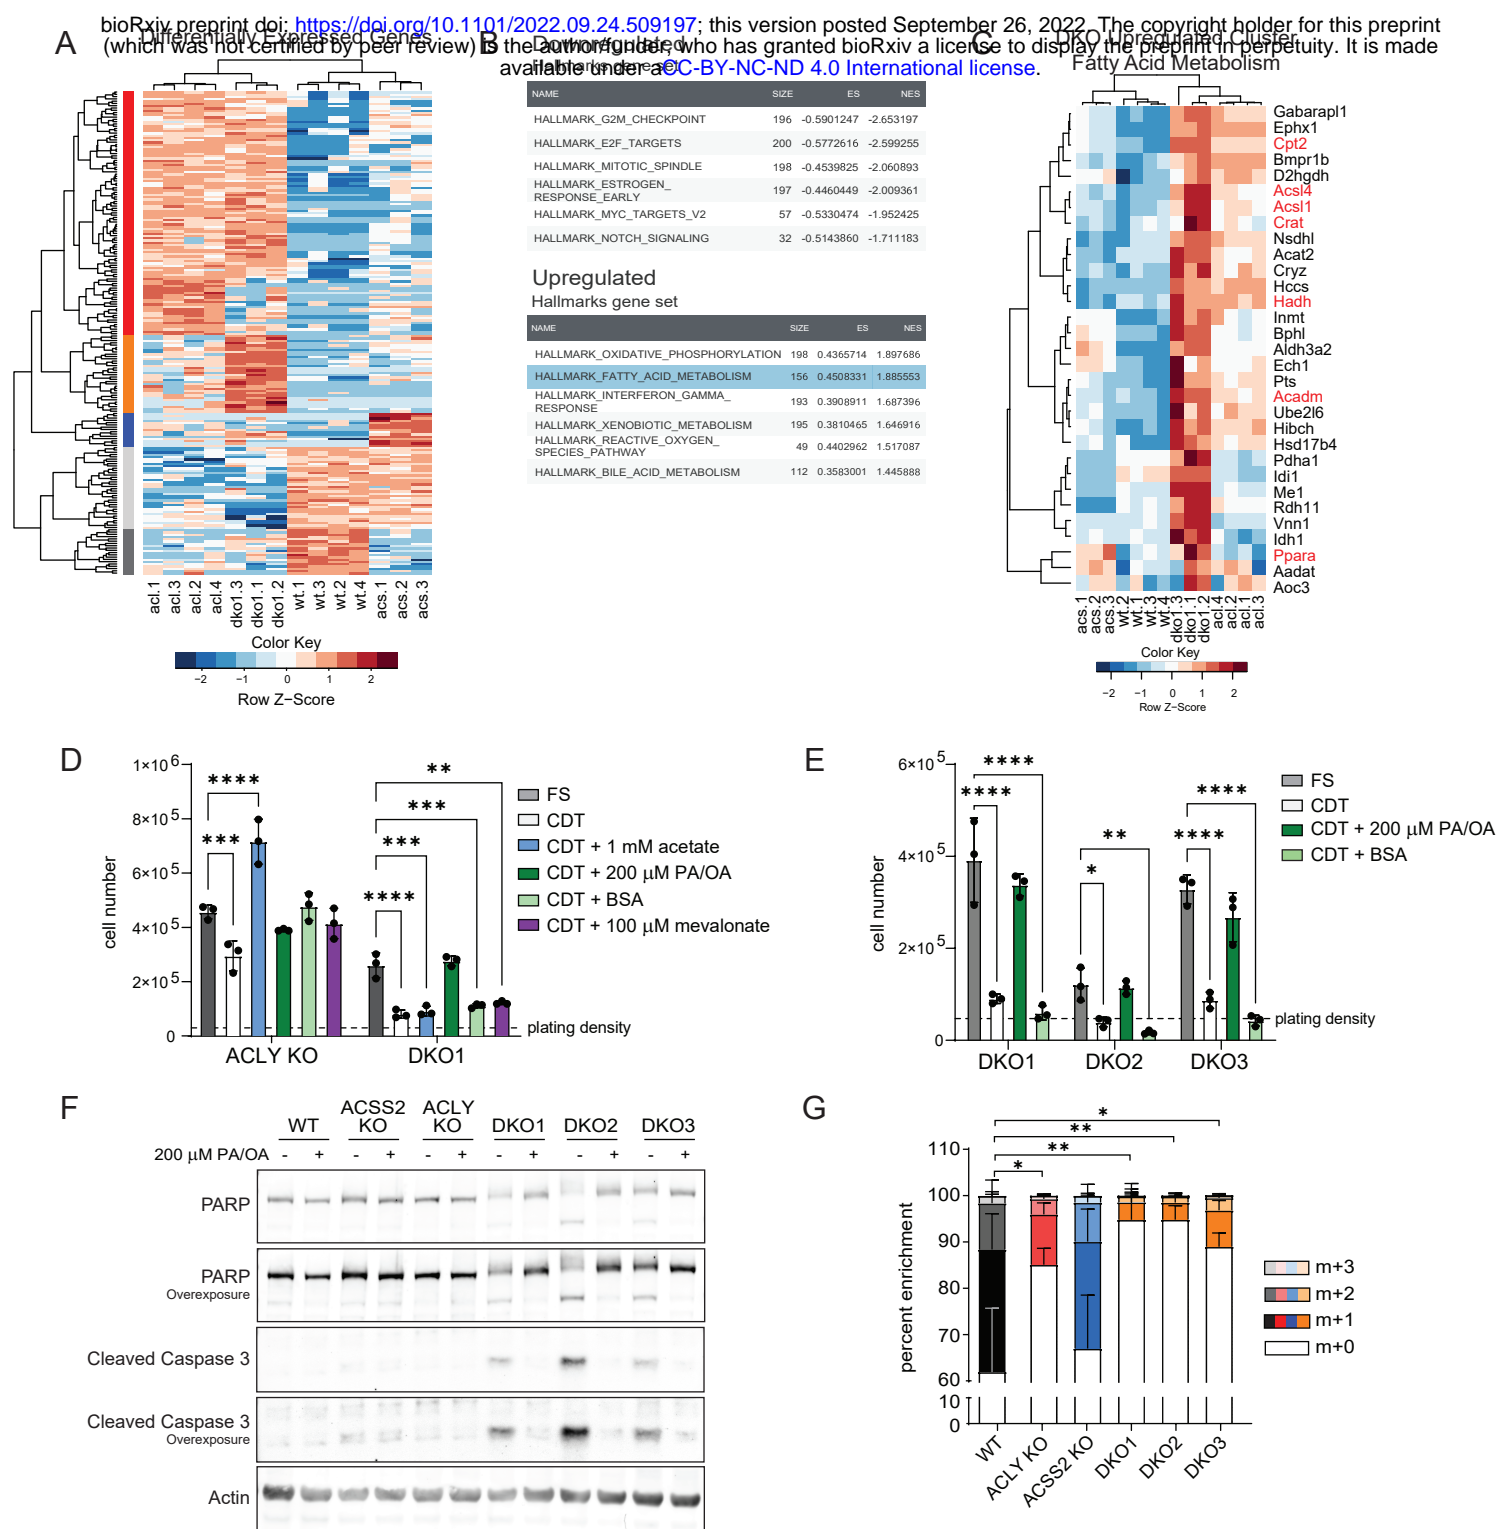 bioRxiv preprint doi: https://doi.org/10.1101/2022.09.24.509197; this version posted September 26, 2022. The copyright holder for this preprint
(which was not certified by peer review) is the author/funder, who has granted bioRxiv a license to display the preprint in perpetuity. It is made
available under aCC-BY-NC-ND 4.0 International license.
A
Differentially Expressed Genes
acl.1
acl.3
acl.2
acl.4
dko1.3
dko1.1
dko1.2
wt.1
wt.3
wt.2
wt.4
acs.1
acs.2
acs.3
Color Key
−2 −1 0 1 2
Row Z−Score
B
Downregulated
Hallmarks gene set
NAME SIZE ES NES
HALLMARK_G2M_CHECKPOINT 196 -0.5901247 -2.653197
HALLMARK_E2F_TARGETS 200 -0.5772616 -2.599255
HALLMARK_MITOTIC_SPINDLE 198 -0.4539825 -2.060893
HALLMARK_ESTROGEN_
RESPONSE_EARLY 197 -0.4460449 -2.009361
HALLMARK_MYC_TARGETS_V2 57 -0.5330474 -1.952425
HALLMARK_NOTCH_SIGNALING 32 -0.5143860 -1.711183
Upregulated
Hallmarks gene set
NAME SIZE ES NES
HALLMARK_OXIDATIVE_PHOSPHORYLATION 198 0.4365714 1.897686
HALLMARK_FATTY_ACID_METABOLISM 156 0.4508331 1.885553
HALLMARK_INTERFERON_GAMMA_
RESPONSE 193 0.3908911 1.687396
HALLMARK_XENOBIOTIC_METABOLISM 195 0.3810465 1.646916
HALLMARK_REACTIVE_OXYGEN_
SPECIES_PATHWAY 49 0.4402962 1.517087
HALLMARK_BILE_ACID_METABOLISM 112 0.3583001 1.445888
C
DKO Upregulated Cluster
Fatty Acid Metabolism
Gabarapl1
Ephx1
Cpt2
Bmpr1b
D2hgdh
Acsl4
Acsl1
Crat
Nsdhl
Acat2
Cryz
Hccs
Hadh
Inmt
Bphl
Aldh3a2
Ech1
Pts
Acadm
Ube2l6
Hibch
Hsd17b4
Pdha1
Idi1
Me1
Rdh11
Vnn1
Idh1
Ppara
Aadat
Aoc3
acs.1
acs.2
acs.3
wt.2
wt.1
wt.3
wt.4
dko1.3
dko1.1
dko1.2
acl.4
acl.2
acl.1
acl.3
Color Key
−2 −1 0 1 2
Row Z−Score
D
cell number
1×10⁶
8×10⁵
6×10⁵
4×10⁵
2×10⁵
0
**** *** ** *** *** ****
FS
CDT
CDT + 1 mM acetate
CDT + 200 µM PA/OA
CDT + BSA
CDT + 100 µM mevalonate
plating density
ACLY KO DKO1
E
cell number
6×10⁵
4×10⁵
2×10⁵
0
**** **** ** * **** ****
FS
CDT
CDT + 200 µM PA/OA
CDT + BSA
plating density
DKO1 DKO2 DKO3
F
WT ACSS2 KO ACLY KO DKO1 DKO2 DKO3
200 µM PA/OA - + - + - + - + - + - +
PARP
PARP
Overexposure
Cleaved Caspase 3
Cleaved Caspase 3
Overexposure
Actin
G
percent enrichment
110
100
90
80
70
60
10
0
*
**
**
*
m+3
m+2
m+1
m+0
WT
ACLY KO
ACSS2 KO
DKO1
DKO2
DKO3